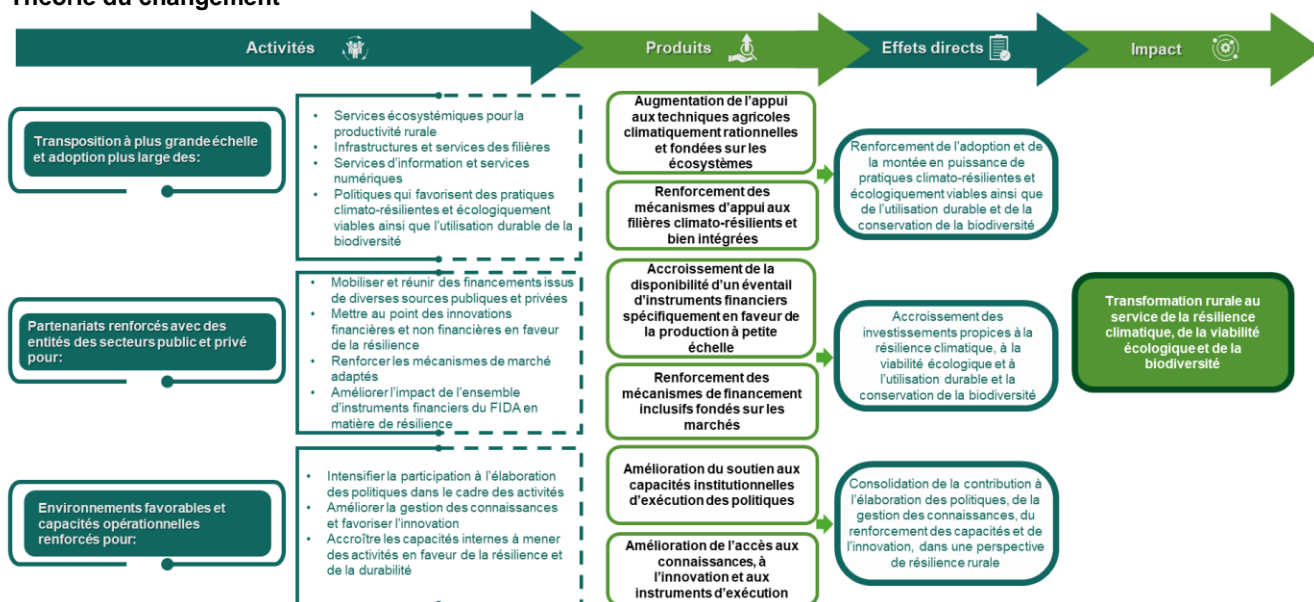 Théorie du changement
Activités
Produits
Effets directs
Impact
Transposition à plus grande échelle
et adoption plus large des:
• Services écosystémiques pour la
productivité rurale
• Infrastructures et services des filières
• Services d'information et services
numériques
• Politiques qui favorisent des pratiques
climato-résilientes et écologiquement
viables ainsi que l'utilisation durable de la
biodiversité
Augmentation de l'appui
aux techniques agricoles
climatiquement rationnelles
et fondées sur les
écosystèmes
Renforcement des
mécanismes d'appui aux
filières climato-résilients et
bien intégrées
Renforcement de l'adoption et de
la montée en puissance de
pratiques climato-résilientes et
écologiquement viables ainsi que
de l'utilisation durable et de la
conservation de la biodiversité
Partenariats renforcés avec des
entités des secteurs public et privé
pour:
• Mobiliser et réunir des financements issus
de diverses sources publiques et privées
• Mettre au point des innovations
financières et non financières en faveur
de la résilience
• Renforcer les mécanismes de marché
adaptés
• Améliorer l'impact de l'ensemble
d'instruments financiers du FIDA en
matière de résilience
Accroissement de la
disponibilité d'un éventail
d'instruments financiers
spécifiquement en faveur de
la production à petite
échelle
Renforcement des
mécanismes de financement
inclusifs fondés sur les
marchés
Accroissement des
investissements propices à la
résilience climatique, à la
viabilité écologique et à
l'utilisation durable et la
conservation de la biodiversité
Transformation rurale au
service de la résilience
climatique, de la viabilité
écologique et de la
biodiversité
Environnements favorables et
capacités opérationnelles
renforcés pour:
• Intensifier la participation à l'élaboration
des politiques dans le cadre des activités
• Améliorer la gestion des connaissances
et favoriser l'innovation
• Accroître les capacités internes à mener
des activités en faveur de la résilience et
de la durabilité
Amélioration du soutien aux
capacités institutionnelles
d'exécution des politiques
Amélioration de l'accès aux
connaissances, à
l'innovation et aux
instruments d'exécution
Consolidation de la contribution à
l'élaboration des politiques, de la
gestion des connaissances, du
renforcement des capacités et de
l'innovation, dans une perspective
de résilience rurale